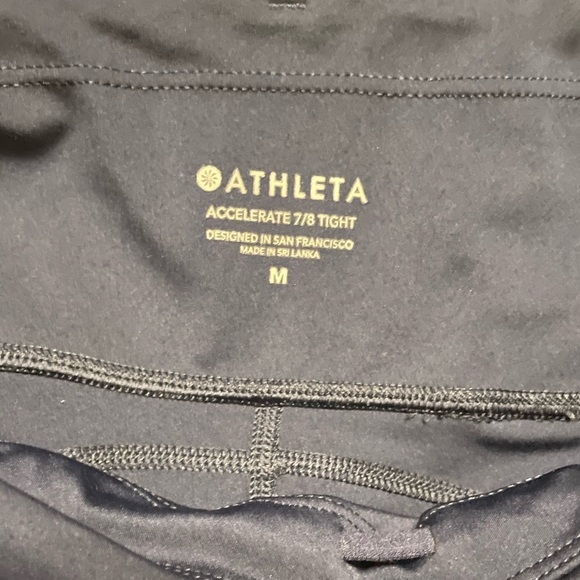 ATHLETA
ACCELERATE 7/8 TIGHT
DESIGNED IN SAN FRANCISCO
MADE IN SRI LANKA
M